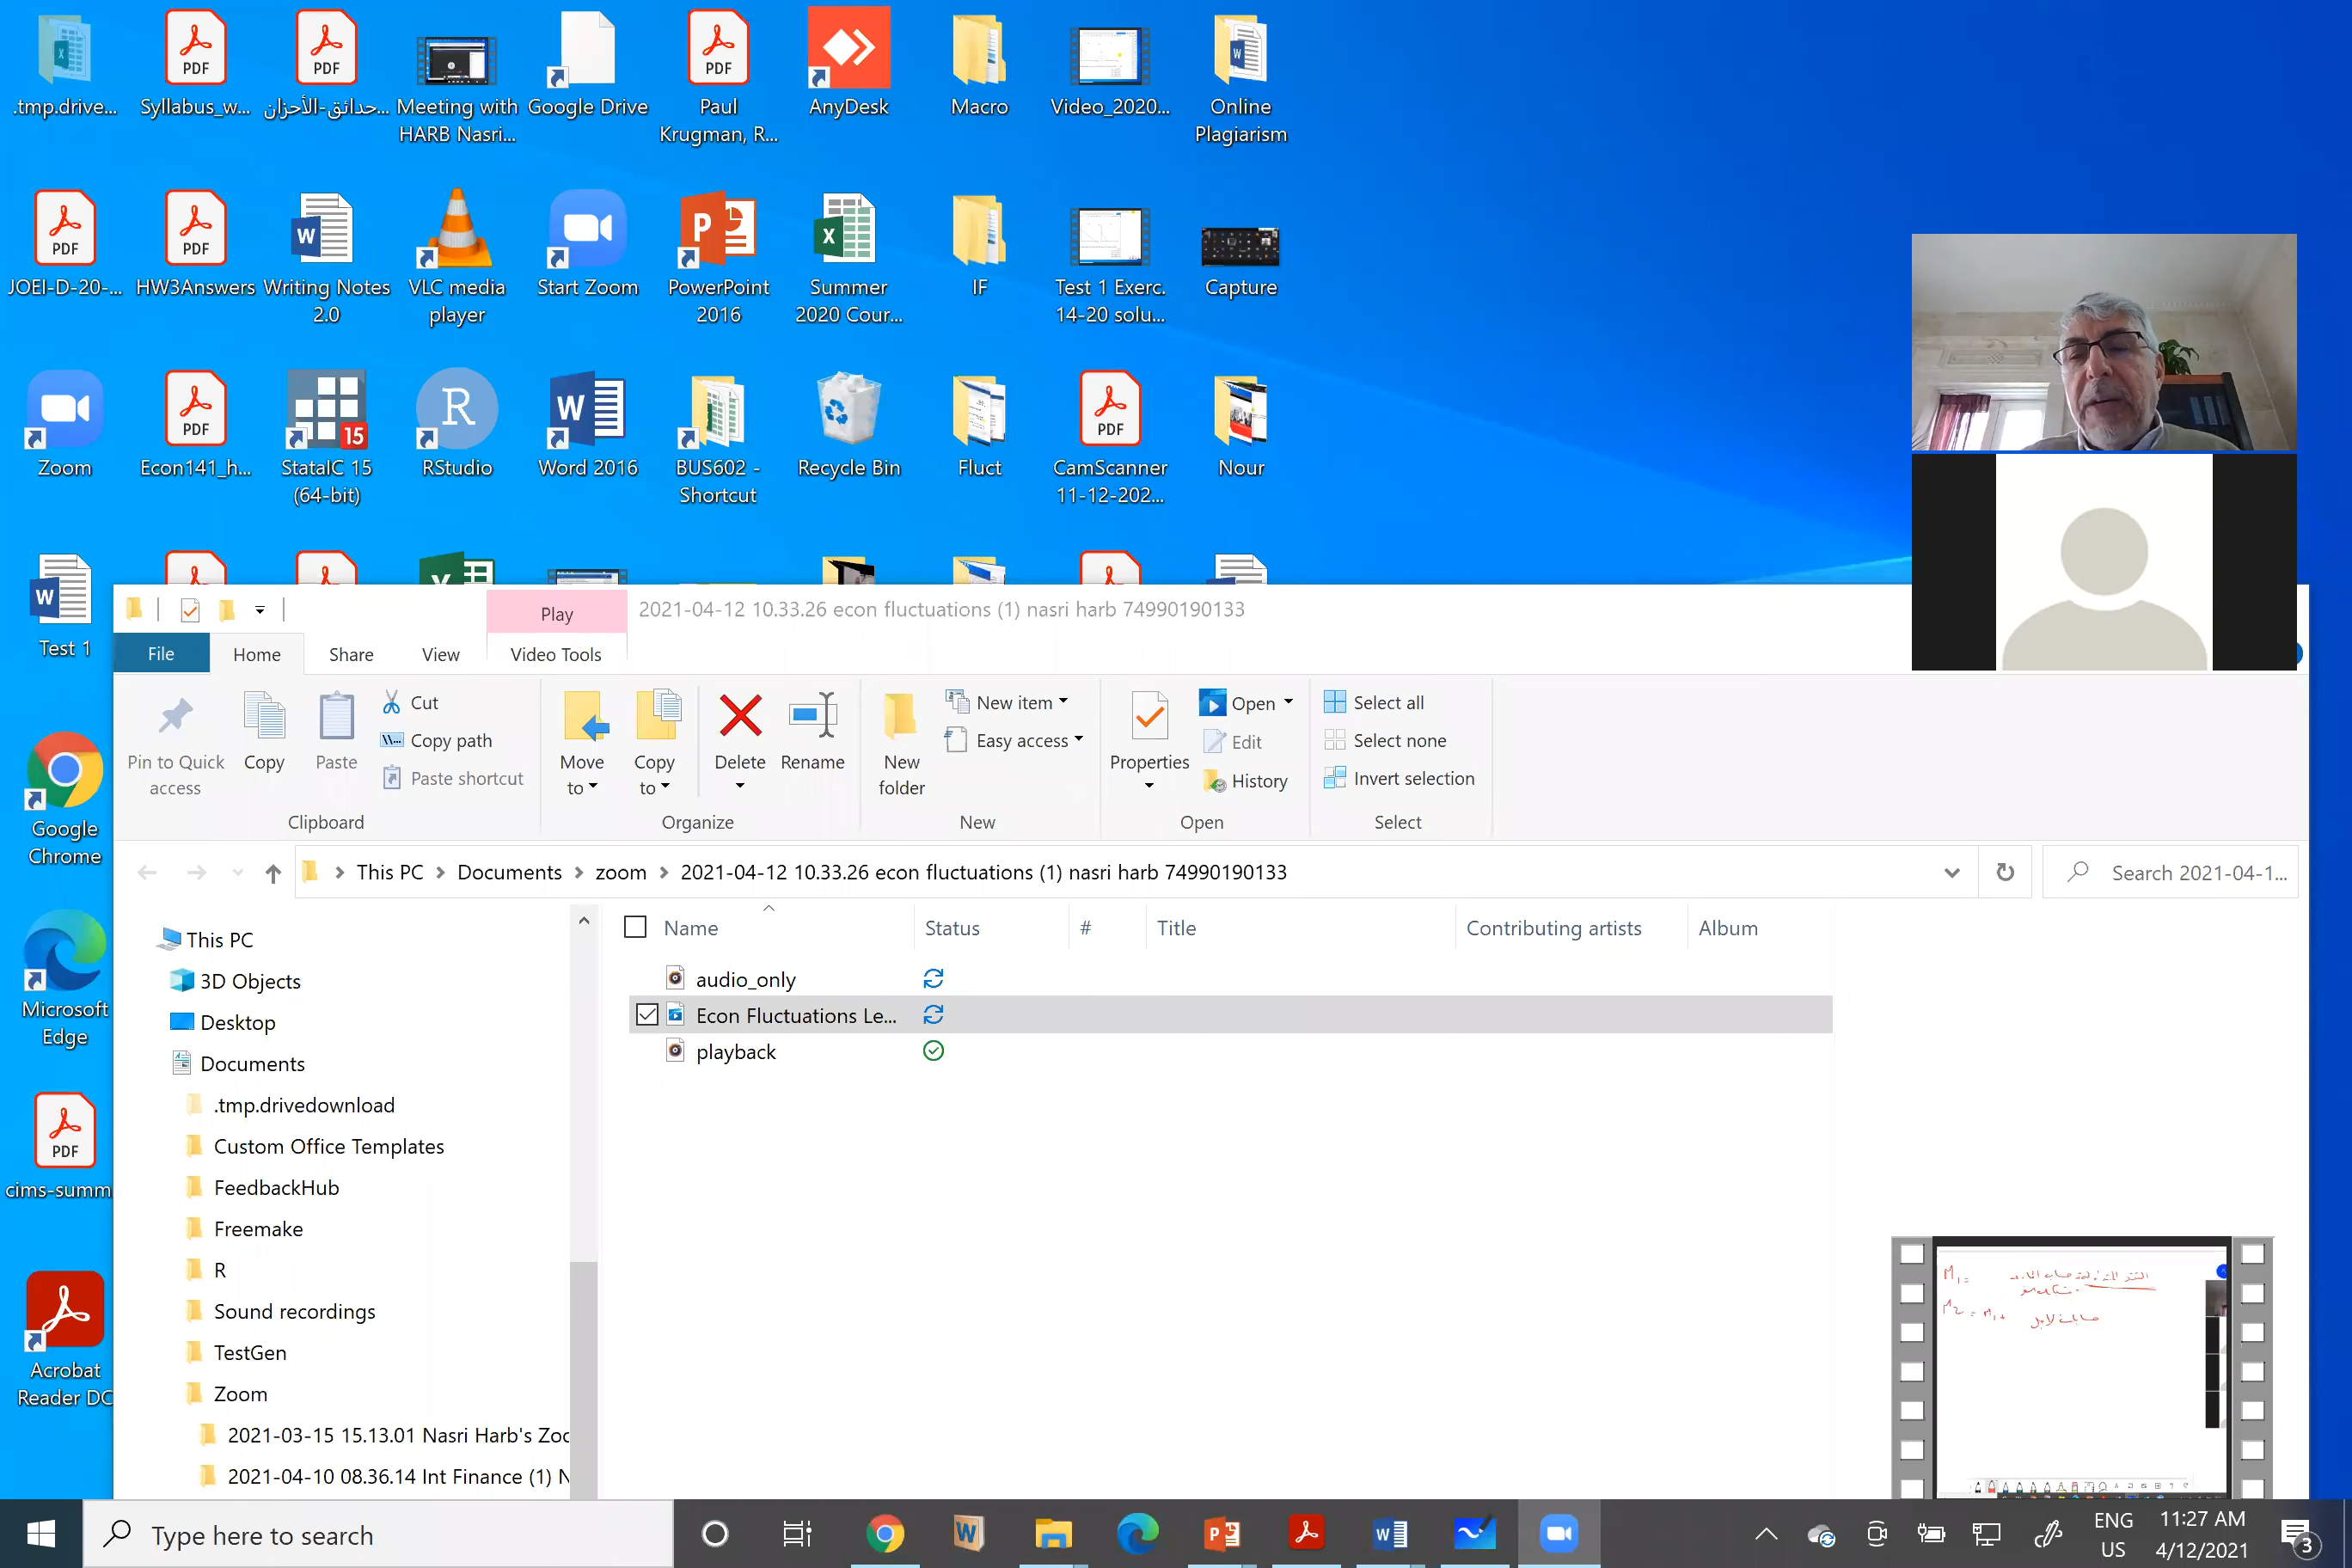 .tmp.drive...
Syllabus_w...
حدائق-الأحزان...
Meeting with
HARB Nasri...
Google Drive
Paul
Krugman, R...
AnyDesk
Macro
Video_2020...
Online
Plagiarism
JOEI-D-20-...
HW3Answers
Writing Notes
2.0
VLC media
player
Start Zoom
PowerPoint
2016
Summer
2020 Cour...
IF
Test 1 Exerc.
14-20 solu...
Capture
Zoom
Econ141_h...
StataIC 15
(64-bit)
RStudio
Word 2016
BUS602 -
Shortcut
Recycle Bin
Fluct
CamScanner
11-12-202...
Nour
Test 1
Google
Chrome
Microsoft
Edge
cims-summ
Acrobat
Reader DC
Play
2021-04-12 10.33.26 econ fluctuations (1) nasri harb 74990190133
File
Home
Share
View
Video Tools
Pin to Quick
access
Copy
Paste
Cut
Copy path
Paste shortcut
Clipboard
Move
to
Copy
to
Delete
Rename
Organize
New
folder
New item
Easy access
New
Properties
Open
Edit
History
Open
Select all
Select none
Invert selection
Select
This PC
Documents
zoom
2021-04-12 10.33.26 econ fluctuations (1) nasri harb 74990190133
Search 2021-04-1...
This PC
3D Objects
Desktop
Documents
.tmp.drivedownload
Custom Office Templates
FeedbackHub
Freemake
R
Sound recordings
TestGen
Zoom
2021-03-15 15.13.01 Nasri Harb's Zoo
2021-04-10 08.36.14 Int Finance (1) N
Name
Status
#
Title
Contributing artists
Album
audio_only
Econ Fluctuations Le...
playback
M1=
M2 = M1+
Type here to search
ENG
US
11:27 AM
4/12/2021
3